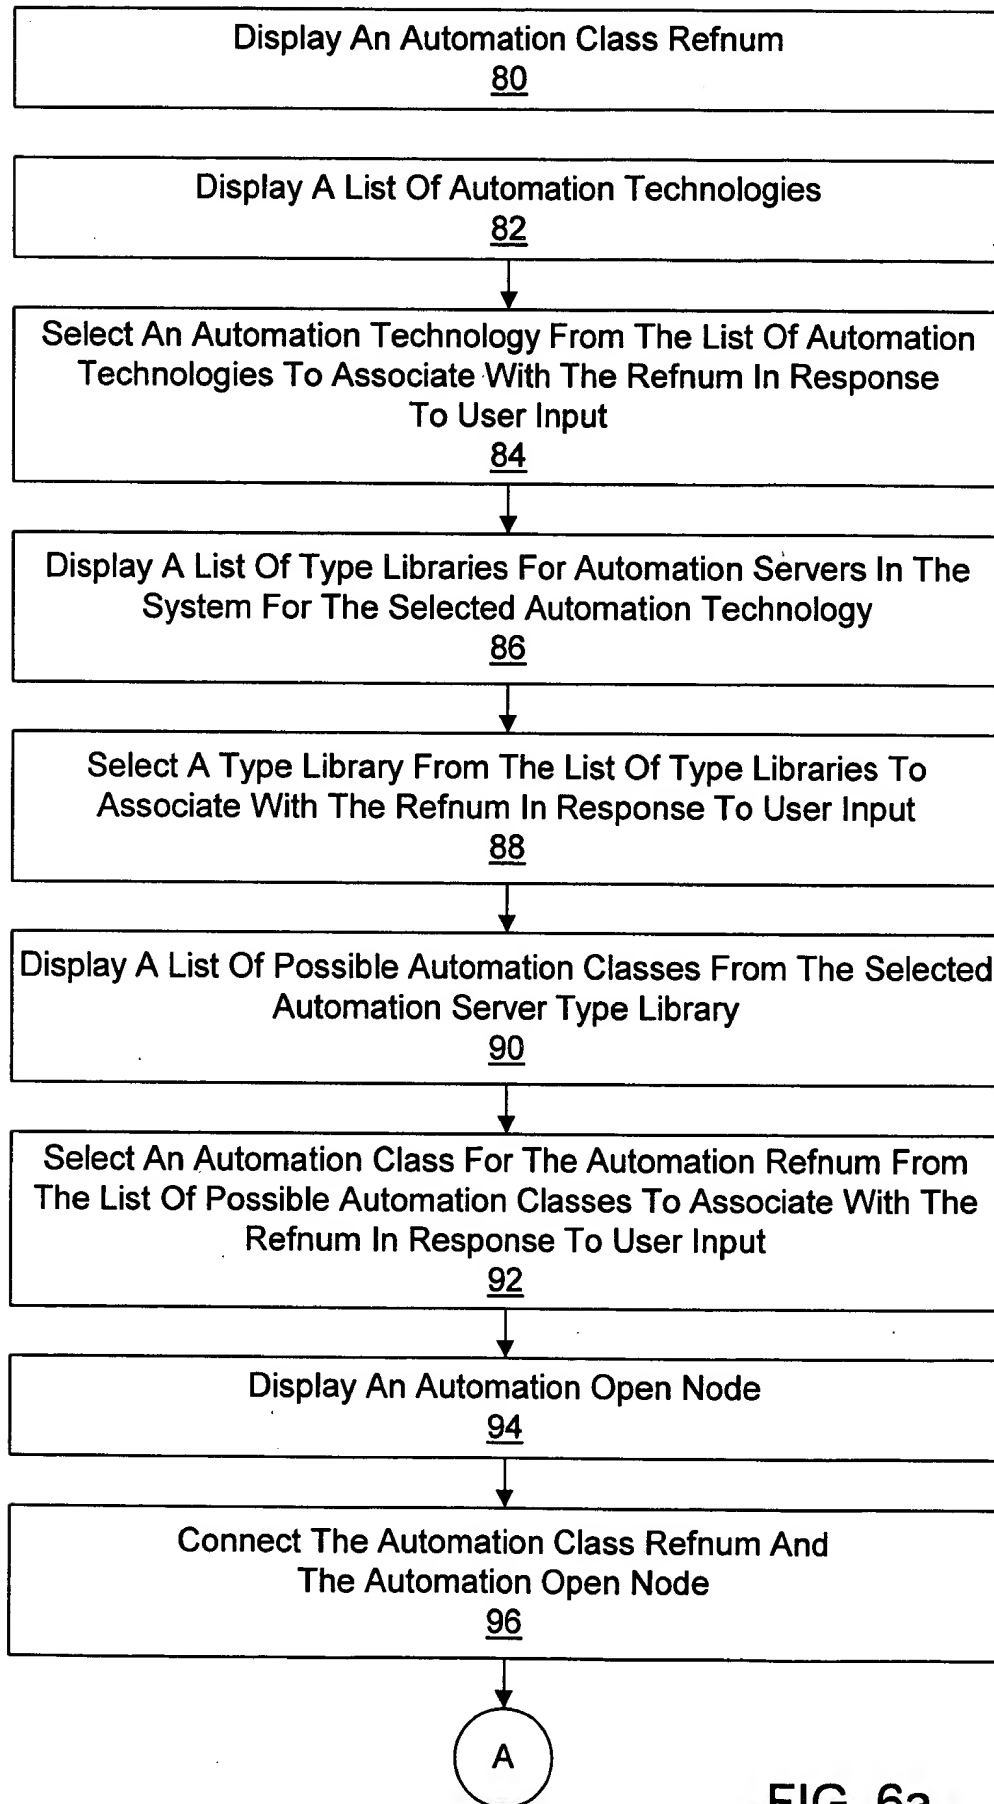 Display An Automation Class Refnum
80
Display A List Of Automation Technologies
82
Select An Automation Technology From The List Of Automation
Technologies To Associate With The Refnum In Response
To User Input
84
Display A List Of Type Libraries For Automation Servers In The
System For The Selected Automation Technology
86
Select A Type Library From The List Of Type Libraries To
Associate With The Refnum In Response To User Input
88
Display A List Of Possible Automation Classes From The Selected
Automation Server Type Library
90
Select An Automation Class For The Automation Refnum From
The List Of Possible Automation Classes To Associate With The
Refnum In Response To User Input
92
Display An Automation Open Node
94
Connect The Automation Class Refnum And
The Automation Open Node
96
A
FIG. 6a